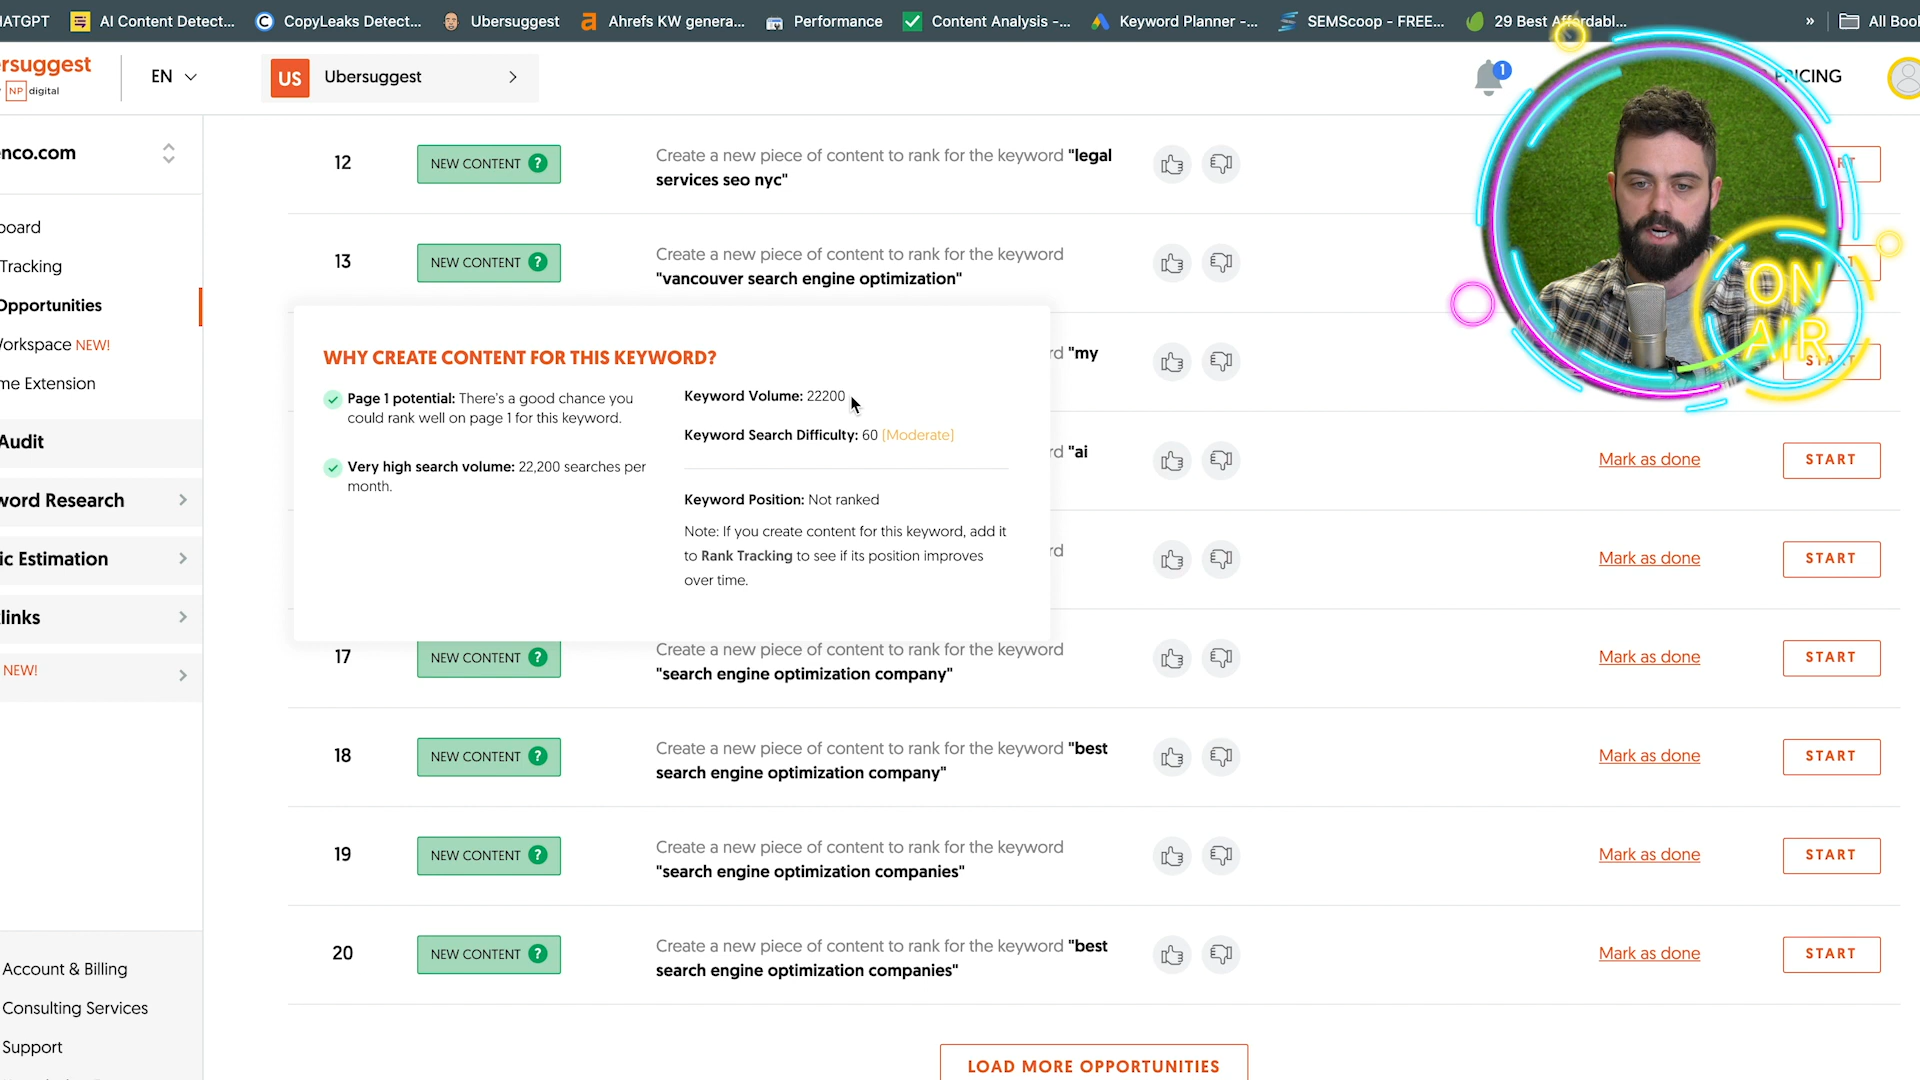 HATGPT
AI Content Detect...
CopyLeaks Detect...
Ubersuggest
Ahrefs KW genera...
Performance
Content Analysis -...
Keyword Planner -...
SEMScoop - FREE...
29 Best Affordabl...
»
All Boo
ersuggest
NP digital
EN
US Ubersuggest
1
PRICING
enco.com
board
Tracking
Opportunities
Workspace NEW!
me Extension
Audit
word Research
ic Estimation
links
NEW!
Account & Billing
Consulting Services
Support
12 NEW CONTENT ? Create a new piece of content to rank for the keyword "legal
services seo nyc"
13 NEW CONTENT ? Create a new piece of content to rank for the keyword
"vancouver search engine optimization"
rd "my
START
rd "ai
Mark as done START
rd
Mark as done START
WHY CREATE CONTENT FOR THIS KEYWORD?
Page 1 potential: There's a good chance you
could rank well on page 1 for this keyword.
Very high search volume: 22,200 searches per
month.
Keyword Volume: 22200
Keyword Search Difficulty: 60 [Moderate]
Keyword Position: Not ranked
Note: If you create content for this keyword, add it
to Rank Tracking to see if its position improves
over time.
17 NEW CONTENT ? Create a new piece of content to rank for the keyword
"search engine optimization company"
Mark as done START
18 NEW CONTENT ? Create a new piece of content to rank for the keyword "best
search engine optimization company"
Mark as done START
19 NEW CONTENT ? Create a new piece of content to rank for the keyword
"search engine optimization companies"
Mark as done START
20 NEW CONTENT ? Create a new piece of content to rank for the keyword "best
search engine optimization companies"
Mark as done START
LOAD MORE OPPORTUNITIES
ON
AIR